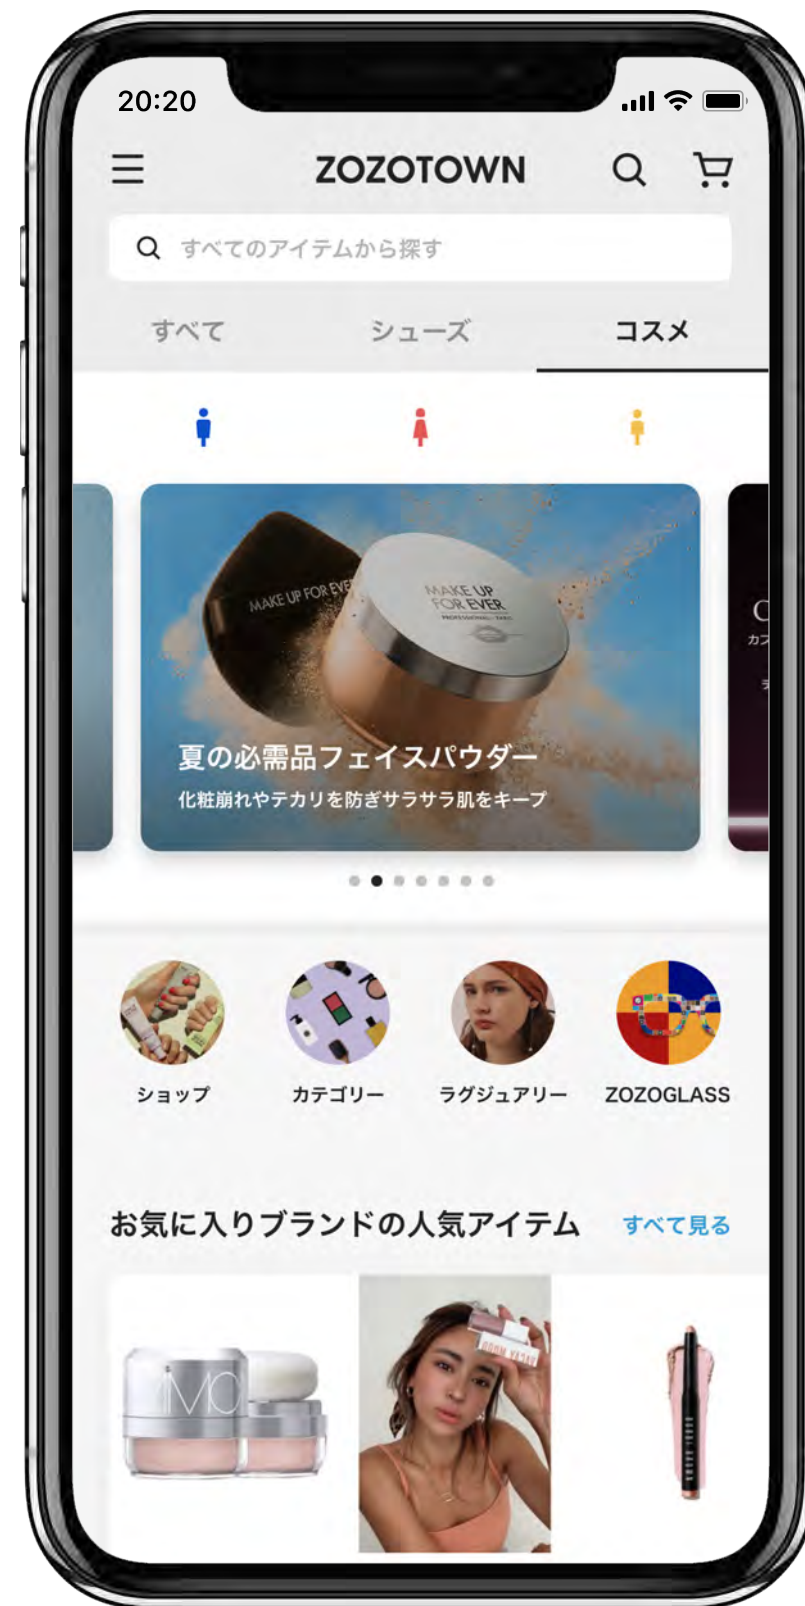 20:20
ZOZOTOWN
すべてのアイテムから探す
すべて
シューズ
コスメ
MAKE UP FOR EVER
MAKE UP
FOR EVER
PROFESSIONAL - PARIS
夏の必需品フェイスパウダー
化粧崩れやテカリを防ぎサラサラ肌をキープ
ショップ
カテゴリー
ラグジュアリー
ZOZOGLASS
お気に入りブランドの人気アイテム
すべて見る
BOBBI BROWN